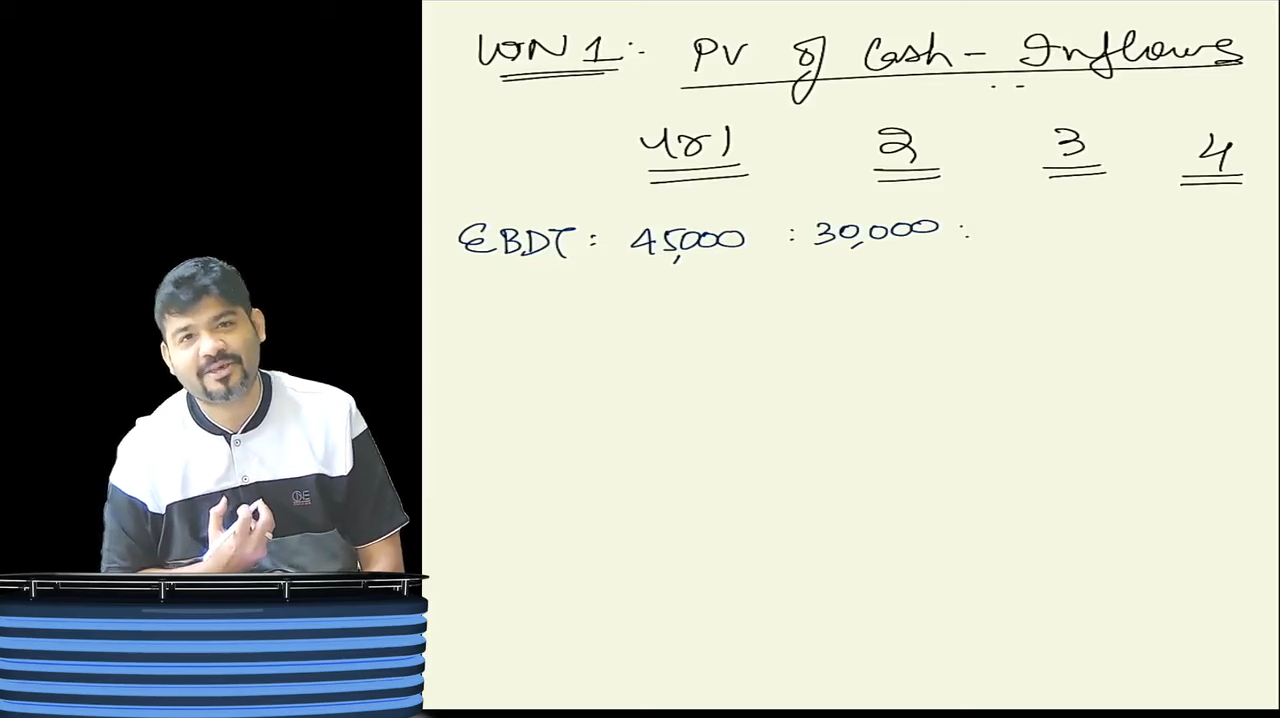 WN 1:- PV of Cash-Inflows
Yr 1 2 3 4
EBDT : 45,000 : 30,000 :